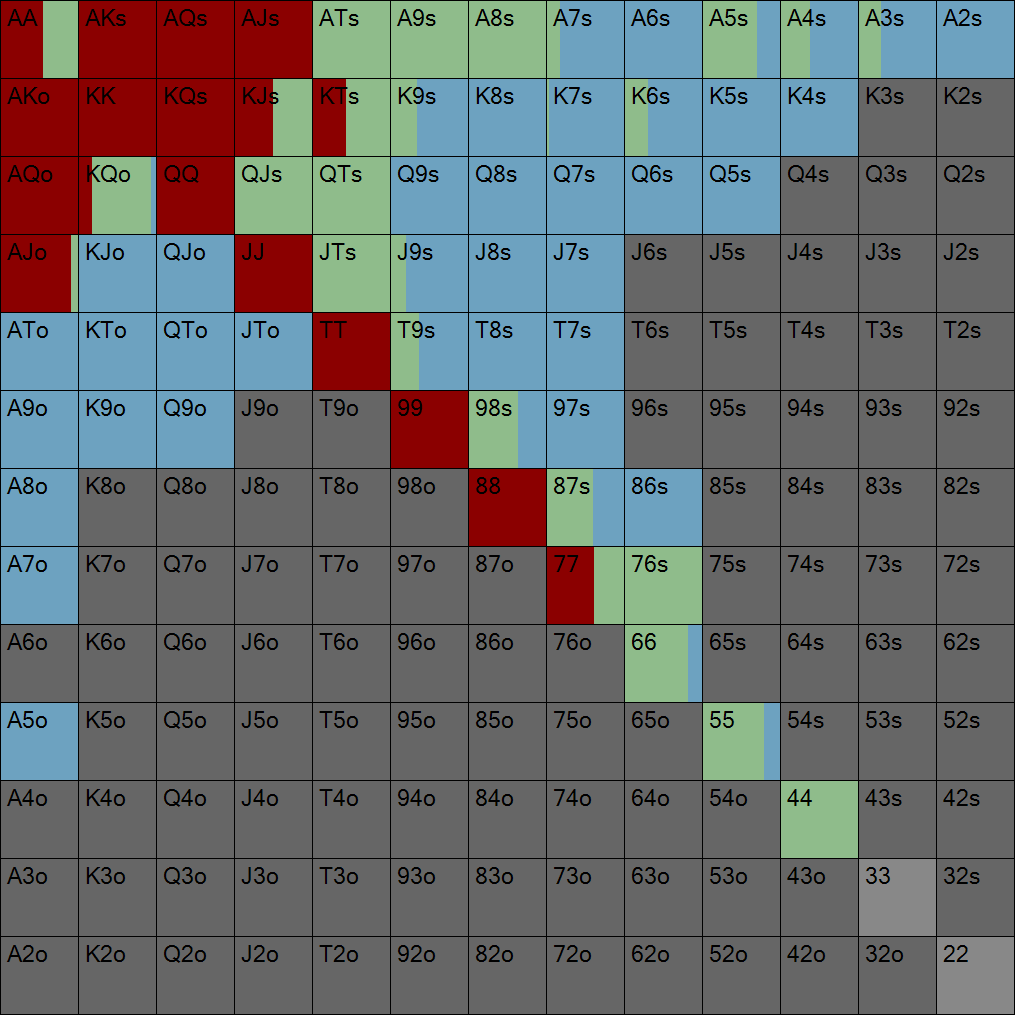 AA AKs AQs AJs ATs A9s A8s A7s A6s A5s A4s A3s A2s
AKo KK KQs KJs KTs K9s K8s K7s K6s K5s K4s K3s K2s
AQo KQo QQ QJs QTs Q9s Q8s Q7s Q6s Q5s Q4s Q3s Q2s
AJo KJo QJo JJ JTs J9s J8s J7s J6s J5s J4s J3s J2s
ATo KTo QTo JTo TT T9s T8s T7s T6s T5s T4s T3s T2s
A9o K9o Q9o J9o T9o 99 98s 97s 96s 95s 94s 93s 92s
A8o K8o Q8o J8o T8o 98o 88 87s 86s 85s 84s 83s 82s
A7o K7o Q7o J7o T7o 97o 87o 77 76s 75s 74s 73s 72s
A6o K6o Q6o J6o T6o 96o 86o 76o 66 65s 64s 63s 62s
A5o K5o Q5o J5o T5o 95o 85o 75o 65o 55 54s 53s 52s
A4o K4o Q4o J4o T4o 94o 84o 74o 64o 54o 44 43s 42s
A3o K3o Q3o J3o T3o 93o 83o 73o 63o 53o 43o 33 32s
A2o K2o Q2o J2o T2o 92o 82o 72o 62o 52o 42o 32o 22